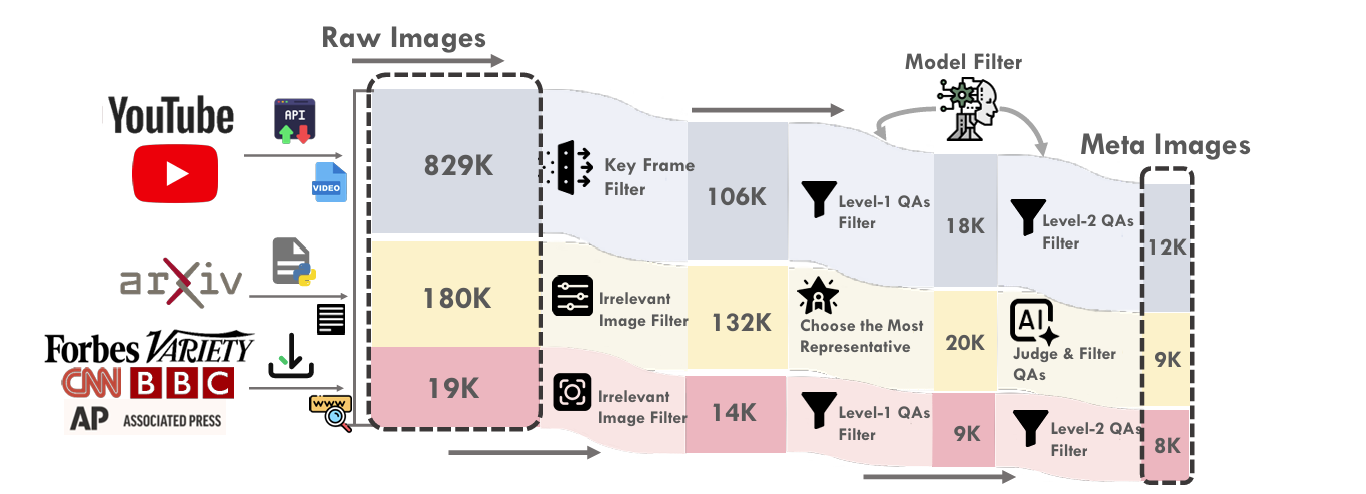 Raw Images
Model Filter
Meta Images
YouTube
API
VIDEO
arXiv
Forbes VARIETY
CNN BBC
AP ASSOCIATED PRESS
WWW
829K
Key Frame
Filter
106K
Level-1 QAs
Filter
18K
Level-2 QAs
Filter
12K
180K
Irrelevant
Image Filter
132K
Choose the Most
Representative
20K
AI
Judge & Filter
QAs
9K
19K
Irrelevant
Image Filter
14K
Level-1 QAs
Filter
9K
Level-2 QAs
Filter
8K